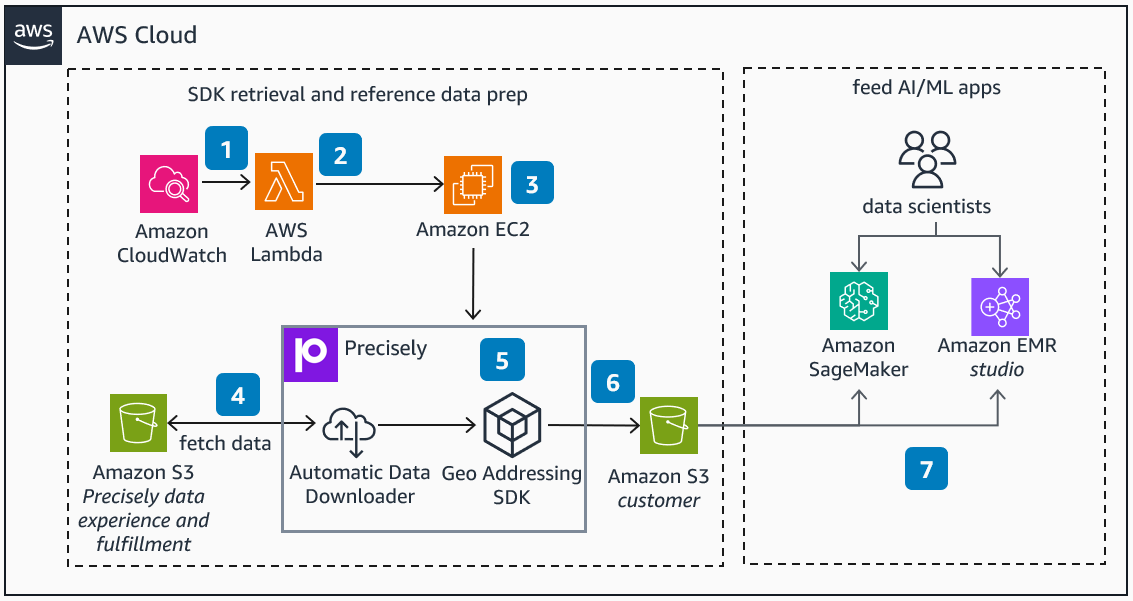 aws
AWS Cloud
SDK retrieval and reference data prep
feed AI/ML apps
1
2
3
Amazon
CloudWatch
AWS
Lambda
Amazon EC2
data scientists
Amazon
SageMaker
Amazon EMR
studio
Precisely
5
6
4
fetch data
Automatic Data
Downloader
Geo Addressing
SDK
Amazon S3
Precisely data
experience and
fulfillment
Amazon S3
customer
7